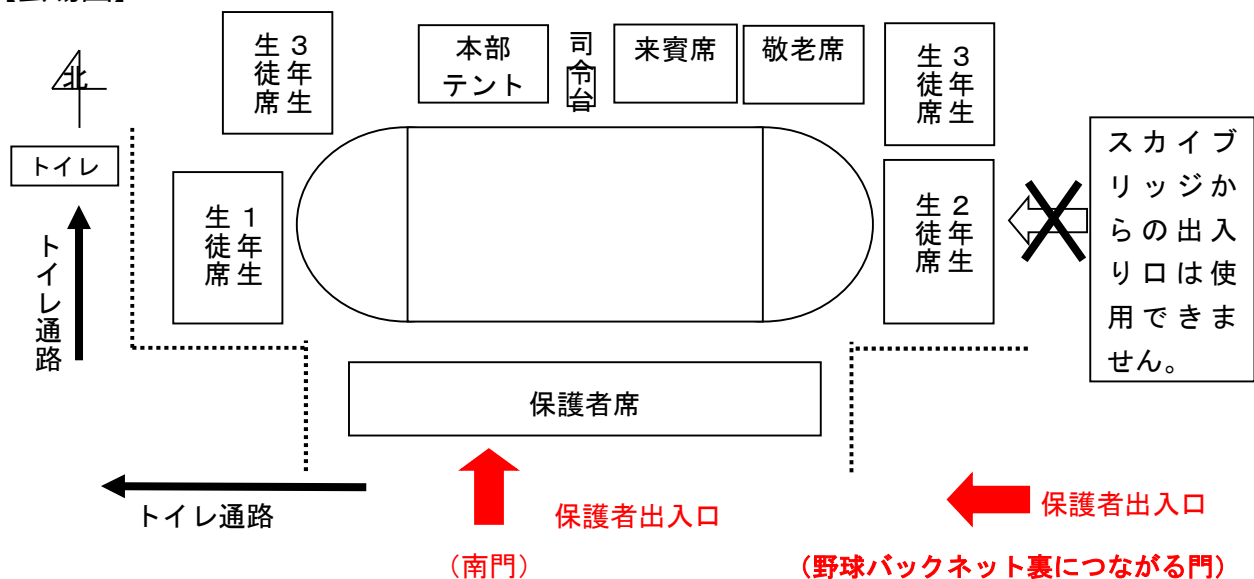 北
トイレ
トイレ通路
3年生
生徒席
本部
テント
司令台
来賓席
敬老席
3年生
生徒席
1年生
生徒席
2年生
生徒席
スカイブ
リッジか
らの出入
り口は使
用できま
せん。
保護者席
トイレ通路
保護者出入口
(南門)
保護者出入口
(野球バックネット裏につながる門)